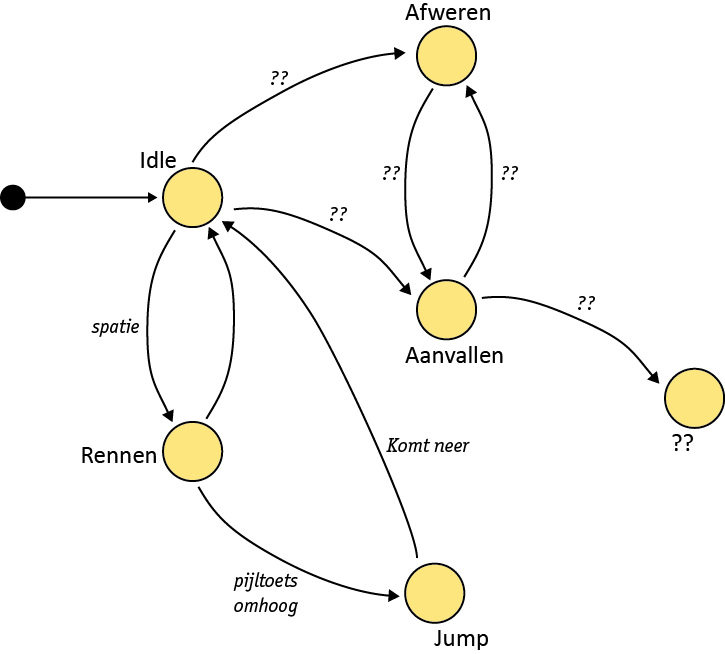 Afweren
??
Idle
??
??
??
??
spatie
Aanvallen
Rennen
Komt neer
??
pijltoets
omhoog
Jump